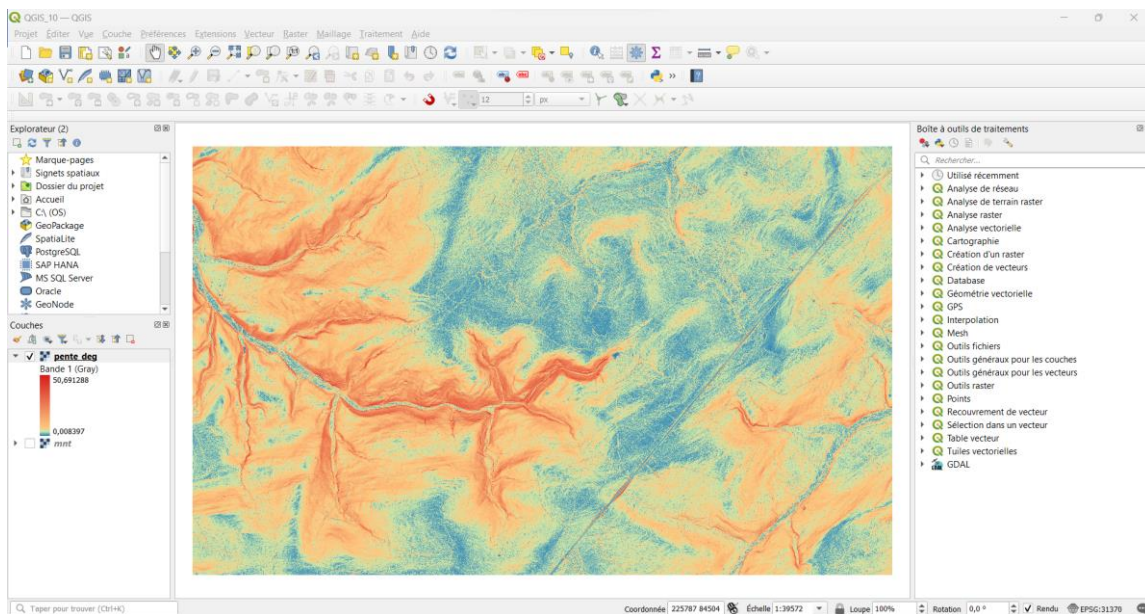 QGIS_10 — QGIS
Projet Éditer Vue Couche Préférences Extensions Vecteur Raster Maillage Traitement Aide
12 px
Explorateur (2)
Marque-pages
Signets spatiaux
Dossier du projet
Accueil
C:\ (OS)
GeoPackage
SpatiaLite
PostgreSQL
SAP HANA
MS SQL Server
Oracle
GeoNode
Couches
pente_deg
Bande 1 (Gray)
50,691288
0,008397
mnt
Boîte à outils de traitements
Rechercher...
Utilisé récemment
Analyse de réseau
Analyse de terrain raster
Analyse raster
Analyse vectorielle
Cartographie
Création d'un raster
Création de vecteurs
Database
Géométrie vectorielle
GPS
Interpolation
Mesh
Outils fichiers
Outils généraux pour les couches
Outils généraux pour les vecteurs
Outils raster
Points
Recouvrement de vecteur
Sélection dans un vecteur
Table vecteur
Tuiles vectorielles
GDAL
Taper pour trouver (Ctrl+K) Coordonnée 225787 84504 Échelle 1:39572 Loupe 100% Rotation 0,0 ° Rendu EPSG:31370